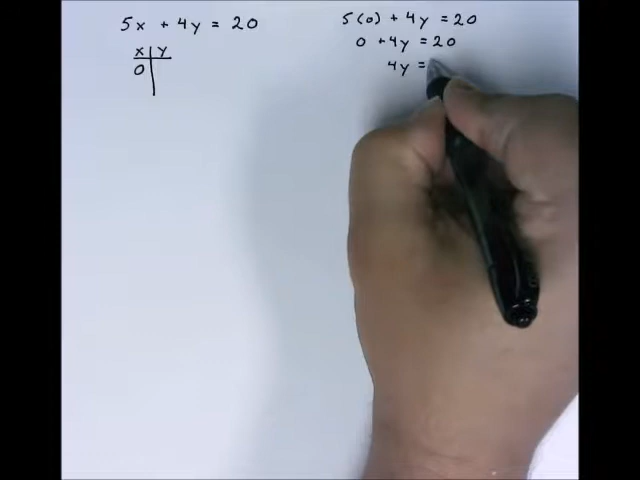 5x + 4y = 20
x y
0
5(0) + 4y = 20
0 + 4y = 20
4y =